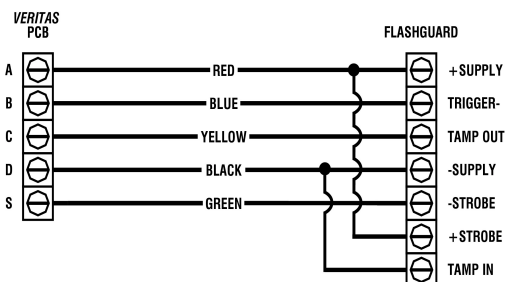 VERITAS
PCB
FLASHGUARD
A RED +SUPPLY
B BLUE TRIGGER-
C YELLOW TAMP OUT
D BLACK -SUPPLY
S GREEN -STROBE
+STROBE
TAMP IN